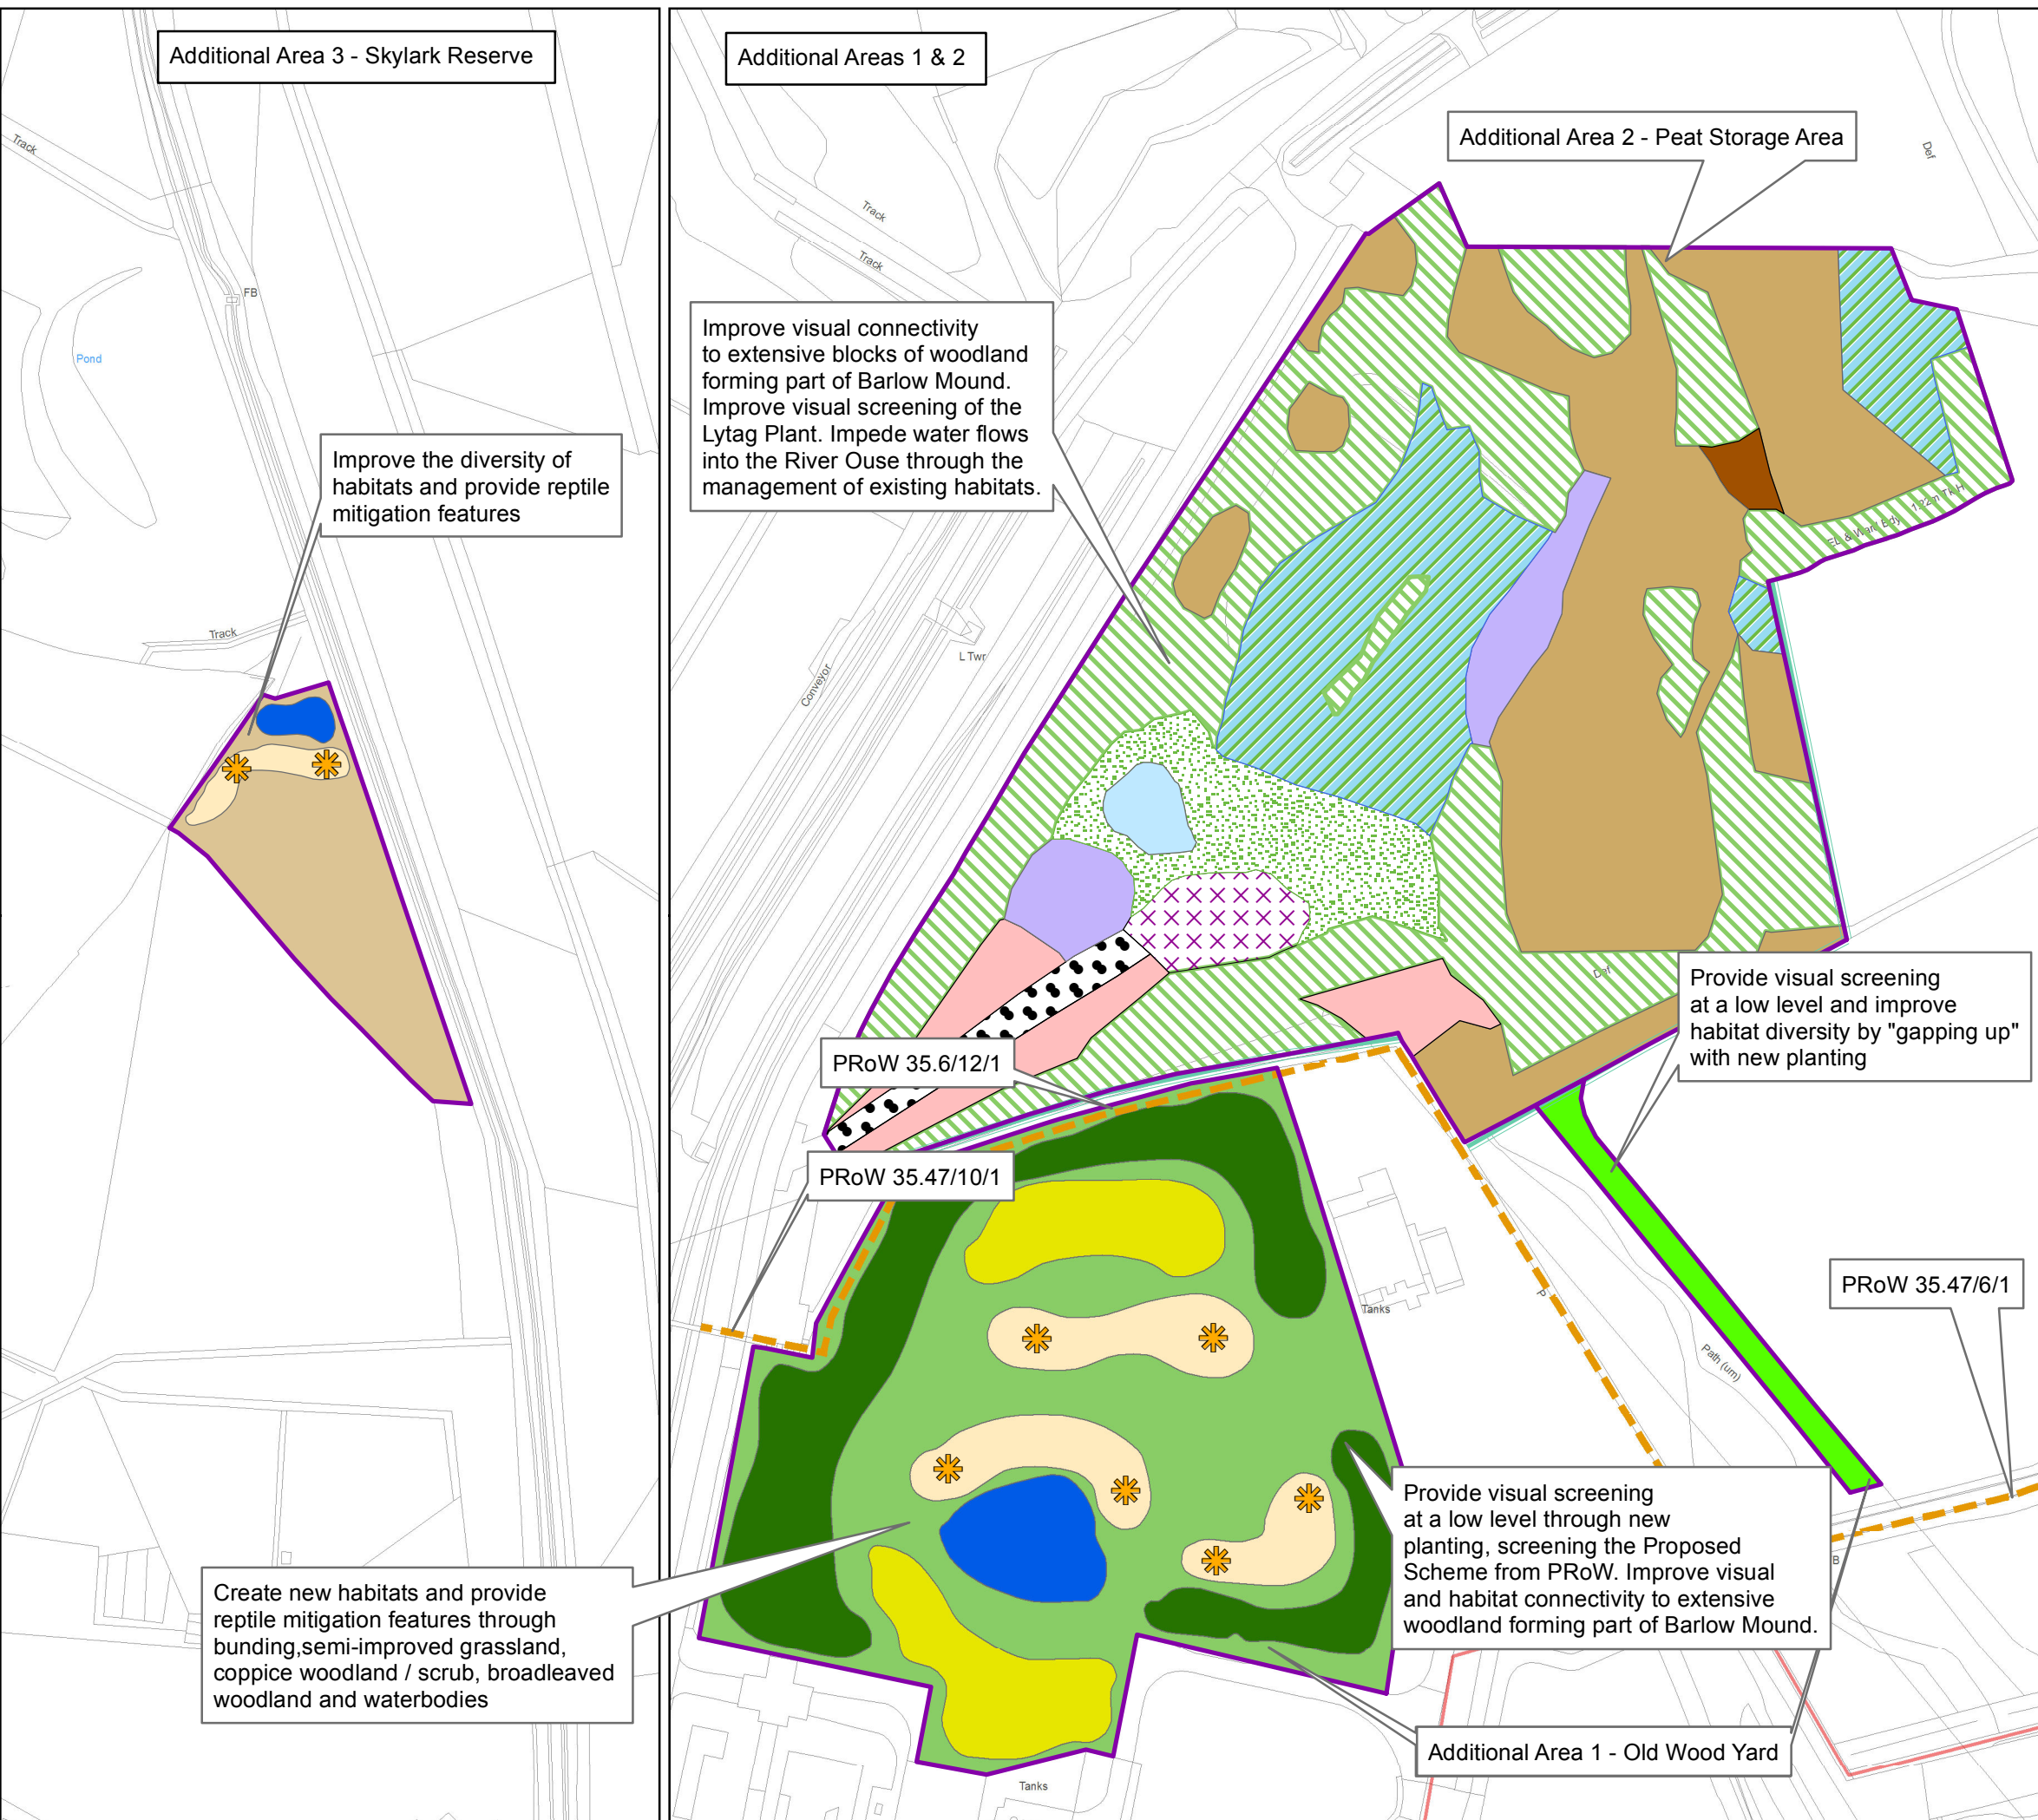 Additional Area 3 - Skylark Reserve
Track
FB
Pond
Improve the diversity of
habitats and provide reptile
mitigation features
Track
Create new habitats and provide
reptile mitigation features through
bunding,semi-improved grassland,
coppice woodland / scrub, broadleaved
woodland and waterbodies
Additional Areas 1 & 2
Additional Area 2 - Peat Storage Area
Def
Track
Track
Improve visual connectivity
to extensive blocks of woodland
forming part of Barlow Mound.
Improve visual screening of the
Lytag Plant. Impede water flows
into the River Ouse through the
management of existing habitats.
EL & Ward Bdy 1.22m Tk H
L Twr
Conveyor
Def
Provide visual screening
at a low level and improve
habitat diversity by "gapping up"
with new planting
PRoW 35.6/12/1
PRoW 35.47/10/1
PRoW 35.47/6/1
Tanks
P
Path (um)
Provide visual screening
at a low level through new
planting, screening the Proposed
Scheme from PRoW. Improve visual
and habitat connectivity to extensive
woodland forming part of Barlow Mound.
B
Additional Area 1 - Old Wood Yard
Tanks